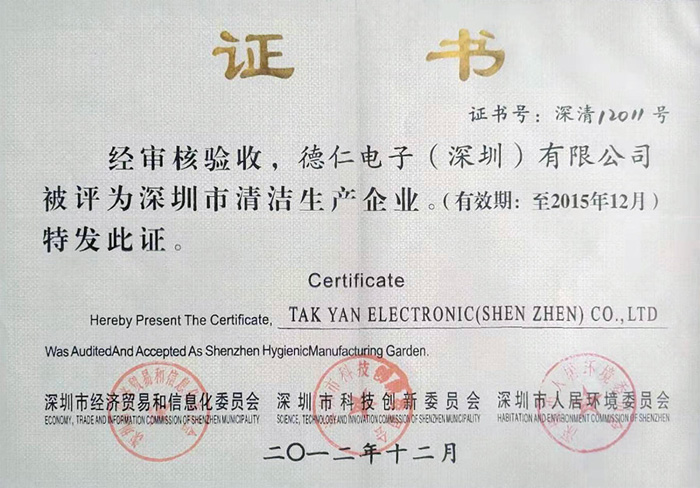 证 书
证书号：深清12011号
经审核验收，德仁电子（深圳）有限公司
被评为深圳市清洁生产企业。（有效期：至2015年12月）
特发此证。
Certificate
Hereby Present The Certificate, TAK YAN ELECTRONIC(SHEN ZHEN) CO.,LTD
Was AuditedAnd Accepted As Shenzhen HygienicManufacturing Garden.
深圳市经济贸易和信息化委员会 深圳市科技创新委员会 深圳市人居环境委员会
ECONOMY, TRADE AND INFORMATION COMMISSION OF SHENZHEN MUNICIPALITY SCIENCE, TECHNOLOGY AND INNOVATION COMMISSION OF SHENZHEN MUNICIPALITY HABITATION AND ENVIRONMENT COMMISSION OF SHENZHEN MUNICIPALITY
二〇一二年十二月